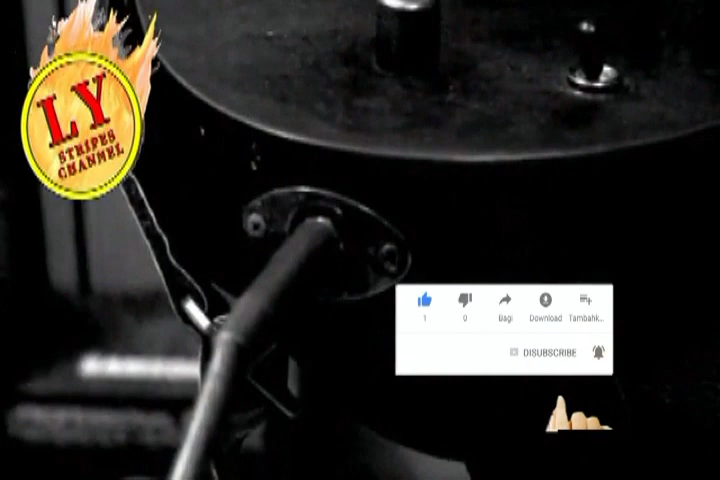 LY
STRIPES
CHANNEL
1 0 Bagi Download Tambahk...
DISUBSCRIBE